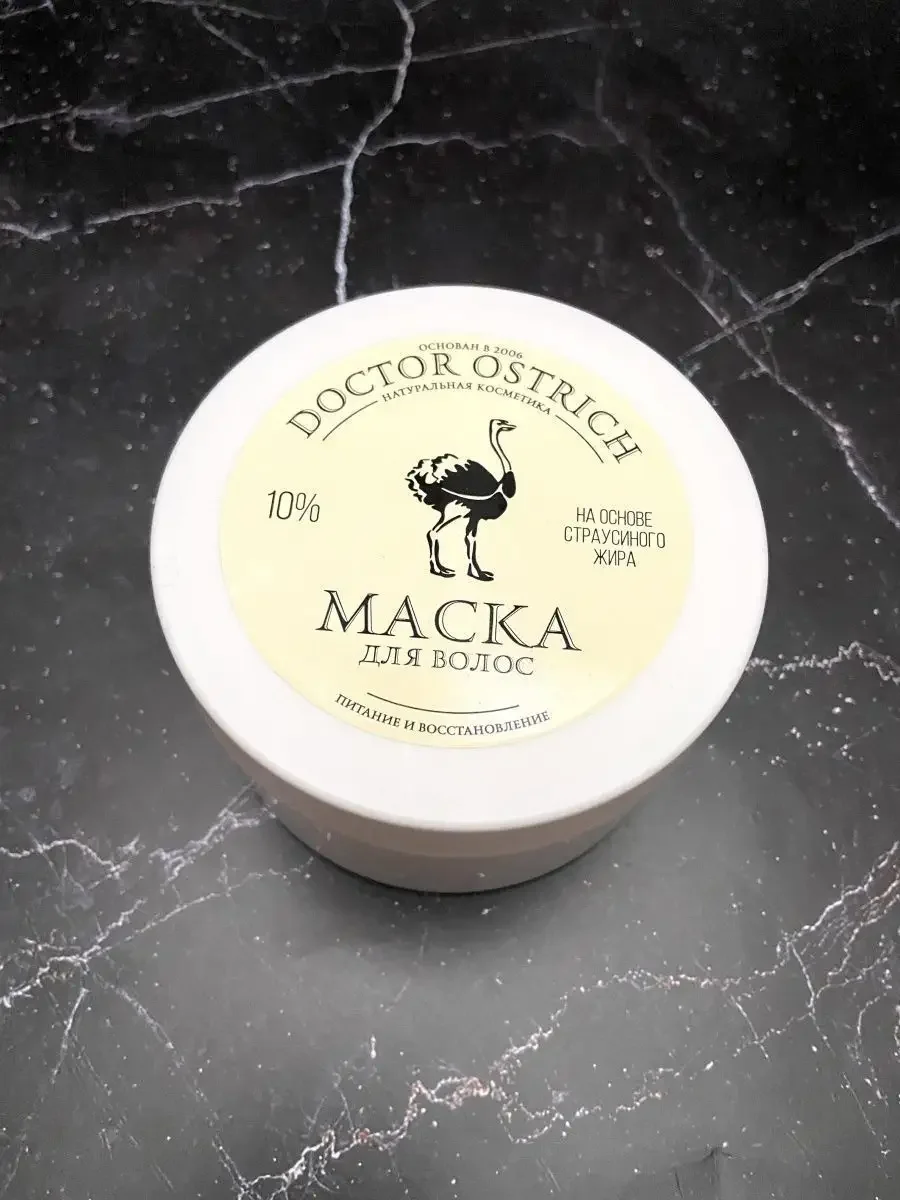 ОСНОВАН В 2006
DOCTOR OSTRICH
НАТУРАЛЬНАЯ КОСМЕТИКА
10%
НА ОСНОВЕ
СТРАУСИНОГО
ЖИРА
МАСКА
ДЛЯ ВОЛОС
ПИТАНИЕ И ВОССТАНОВЛЕНИЕ